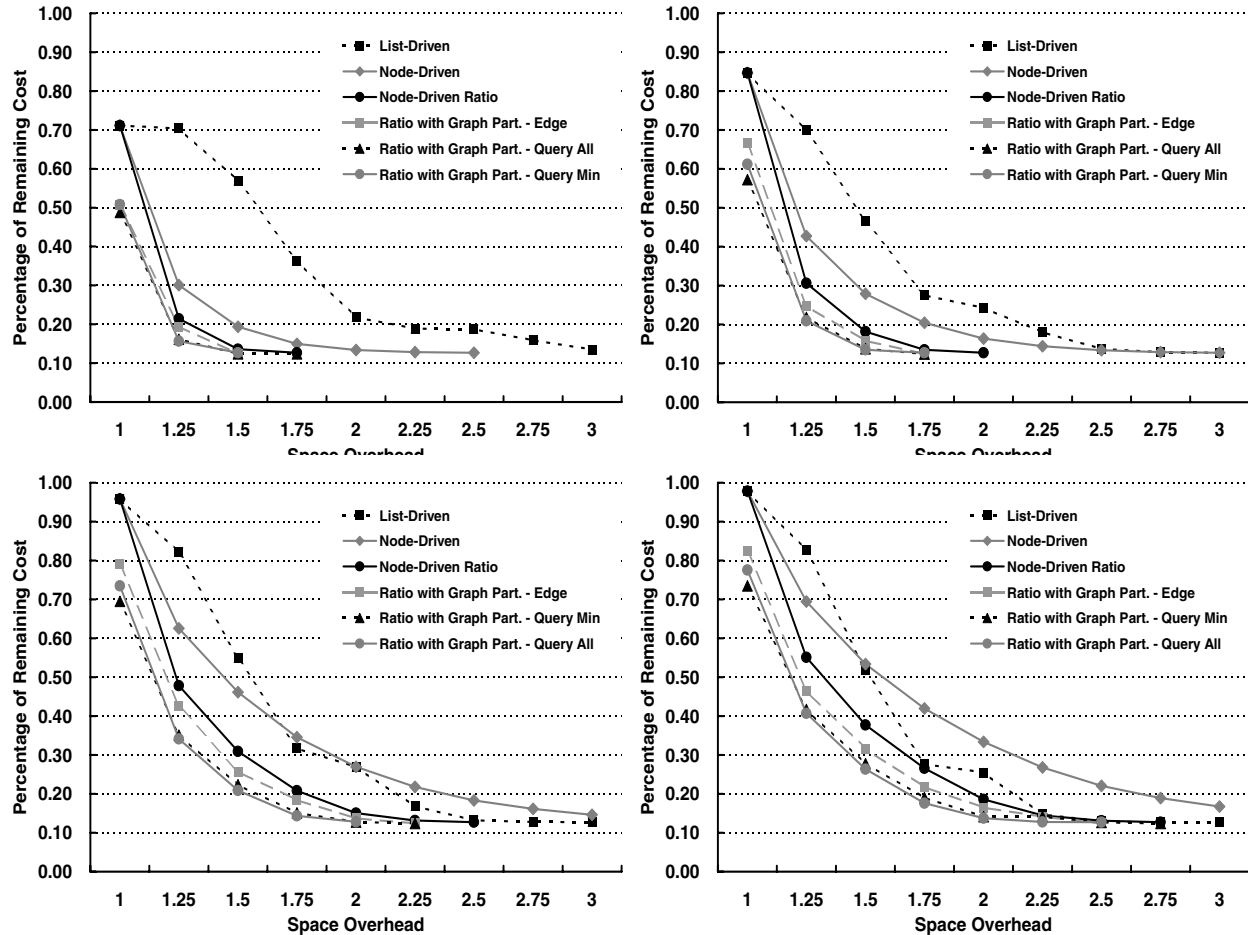 1.00
0.90
0.80
0.70
0.60
0.50
0.40
0.30
0.20
0.10
0.00
Percentage of Remaining Cost
List-Driven
Node-Driven
Node-Driven Ratio
Ratio with Graph Part. - Edge
Ratio with Graph Part. - Query All
Ratio with Graph Part. - Query Min
1 1.25 1.5 1.75 2 2.25 2.5 2.75 3
Space Overhead
1.00
0.90
0.80
0.70
0.60
0.50
0.40
0.30
0.20
0.10
0.00
Percentage of Remaining Cost
List-Driven
Node-Driven
Node-Driven Ratio
Ratio with Graph Part. - Edge
Ratio with Graph Part. - Query All
Ratio with Graph Part. - Query Min
1 1.25 1.5 1.75 2 2.25 2.5 2.75 3
Space Overhead
1.00
0.90
0.80
0.70
0.60
0.50
0.40
0.30
0.20
0.10
0.00
Percentage of Remaining Cost
List-Driven
Node-Driven
Node-Driven Ratio
Ratio with Graph Part. - Edge
Ratio with Graph Part. - Query Min
Ratio with Graph Part. - Query All
1 1.25 1.5 1.75 2 2.25 2.5 2.75 3
Space Overhead
1.00
0.90
0.80
0.70
0.60
0.50
0.40
0.30
0.20
0.10
0.00
Percentage of Remaining Cost
List-Driven
Node-Driven
Node-Driven Ratio
Ratio with Graph Part. - Edge
Ratio with Graph Part. - Query Min
Ratio with Graph Part. - Query All
1 1.25 1.5 1.75 2 2.25 2.5 2.75 3
Space Overhead